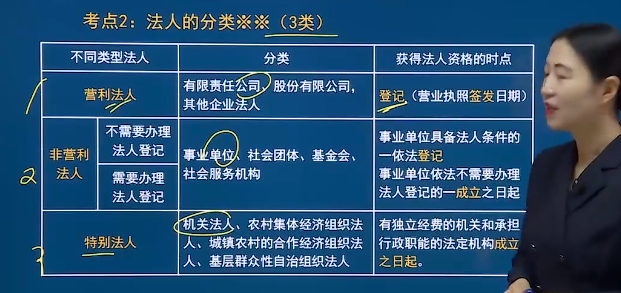 考点2：法人的分类※※（3类）
不同类型法人
分类
获得法人资格的时点
1
营利法人
有限责任公司、股份有限公司，
其他企业法人
登记（营业执照签发日期）
2
非营利
法人
不需要办理
法人登记
需要办理
法人登记
事业单位、社会团体、基金会、
社会服务机构
事业单位具备法人条件的
一依法登记
事业单位依法不需要办理
法人登记的一成立之日起
3
特别法人
机关法人、农村集体经济组织法
人、城镇农村的合作经济组织法
人、基层群众性自治组织法人
有独立经费的机关和承担
行政职能的法定机构成立
之日起。